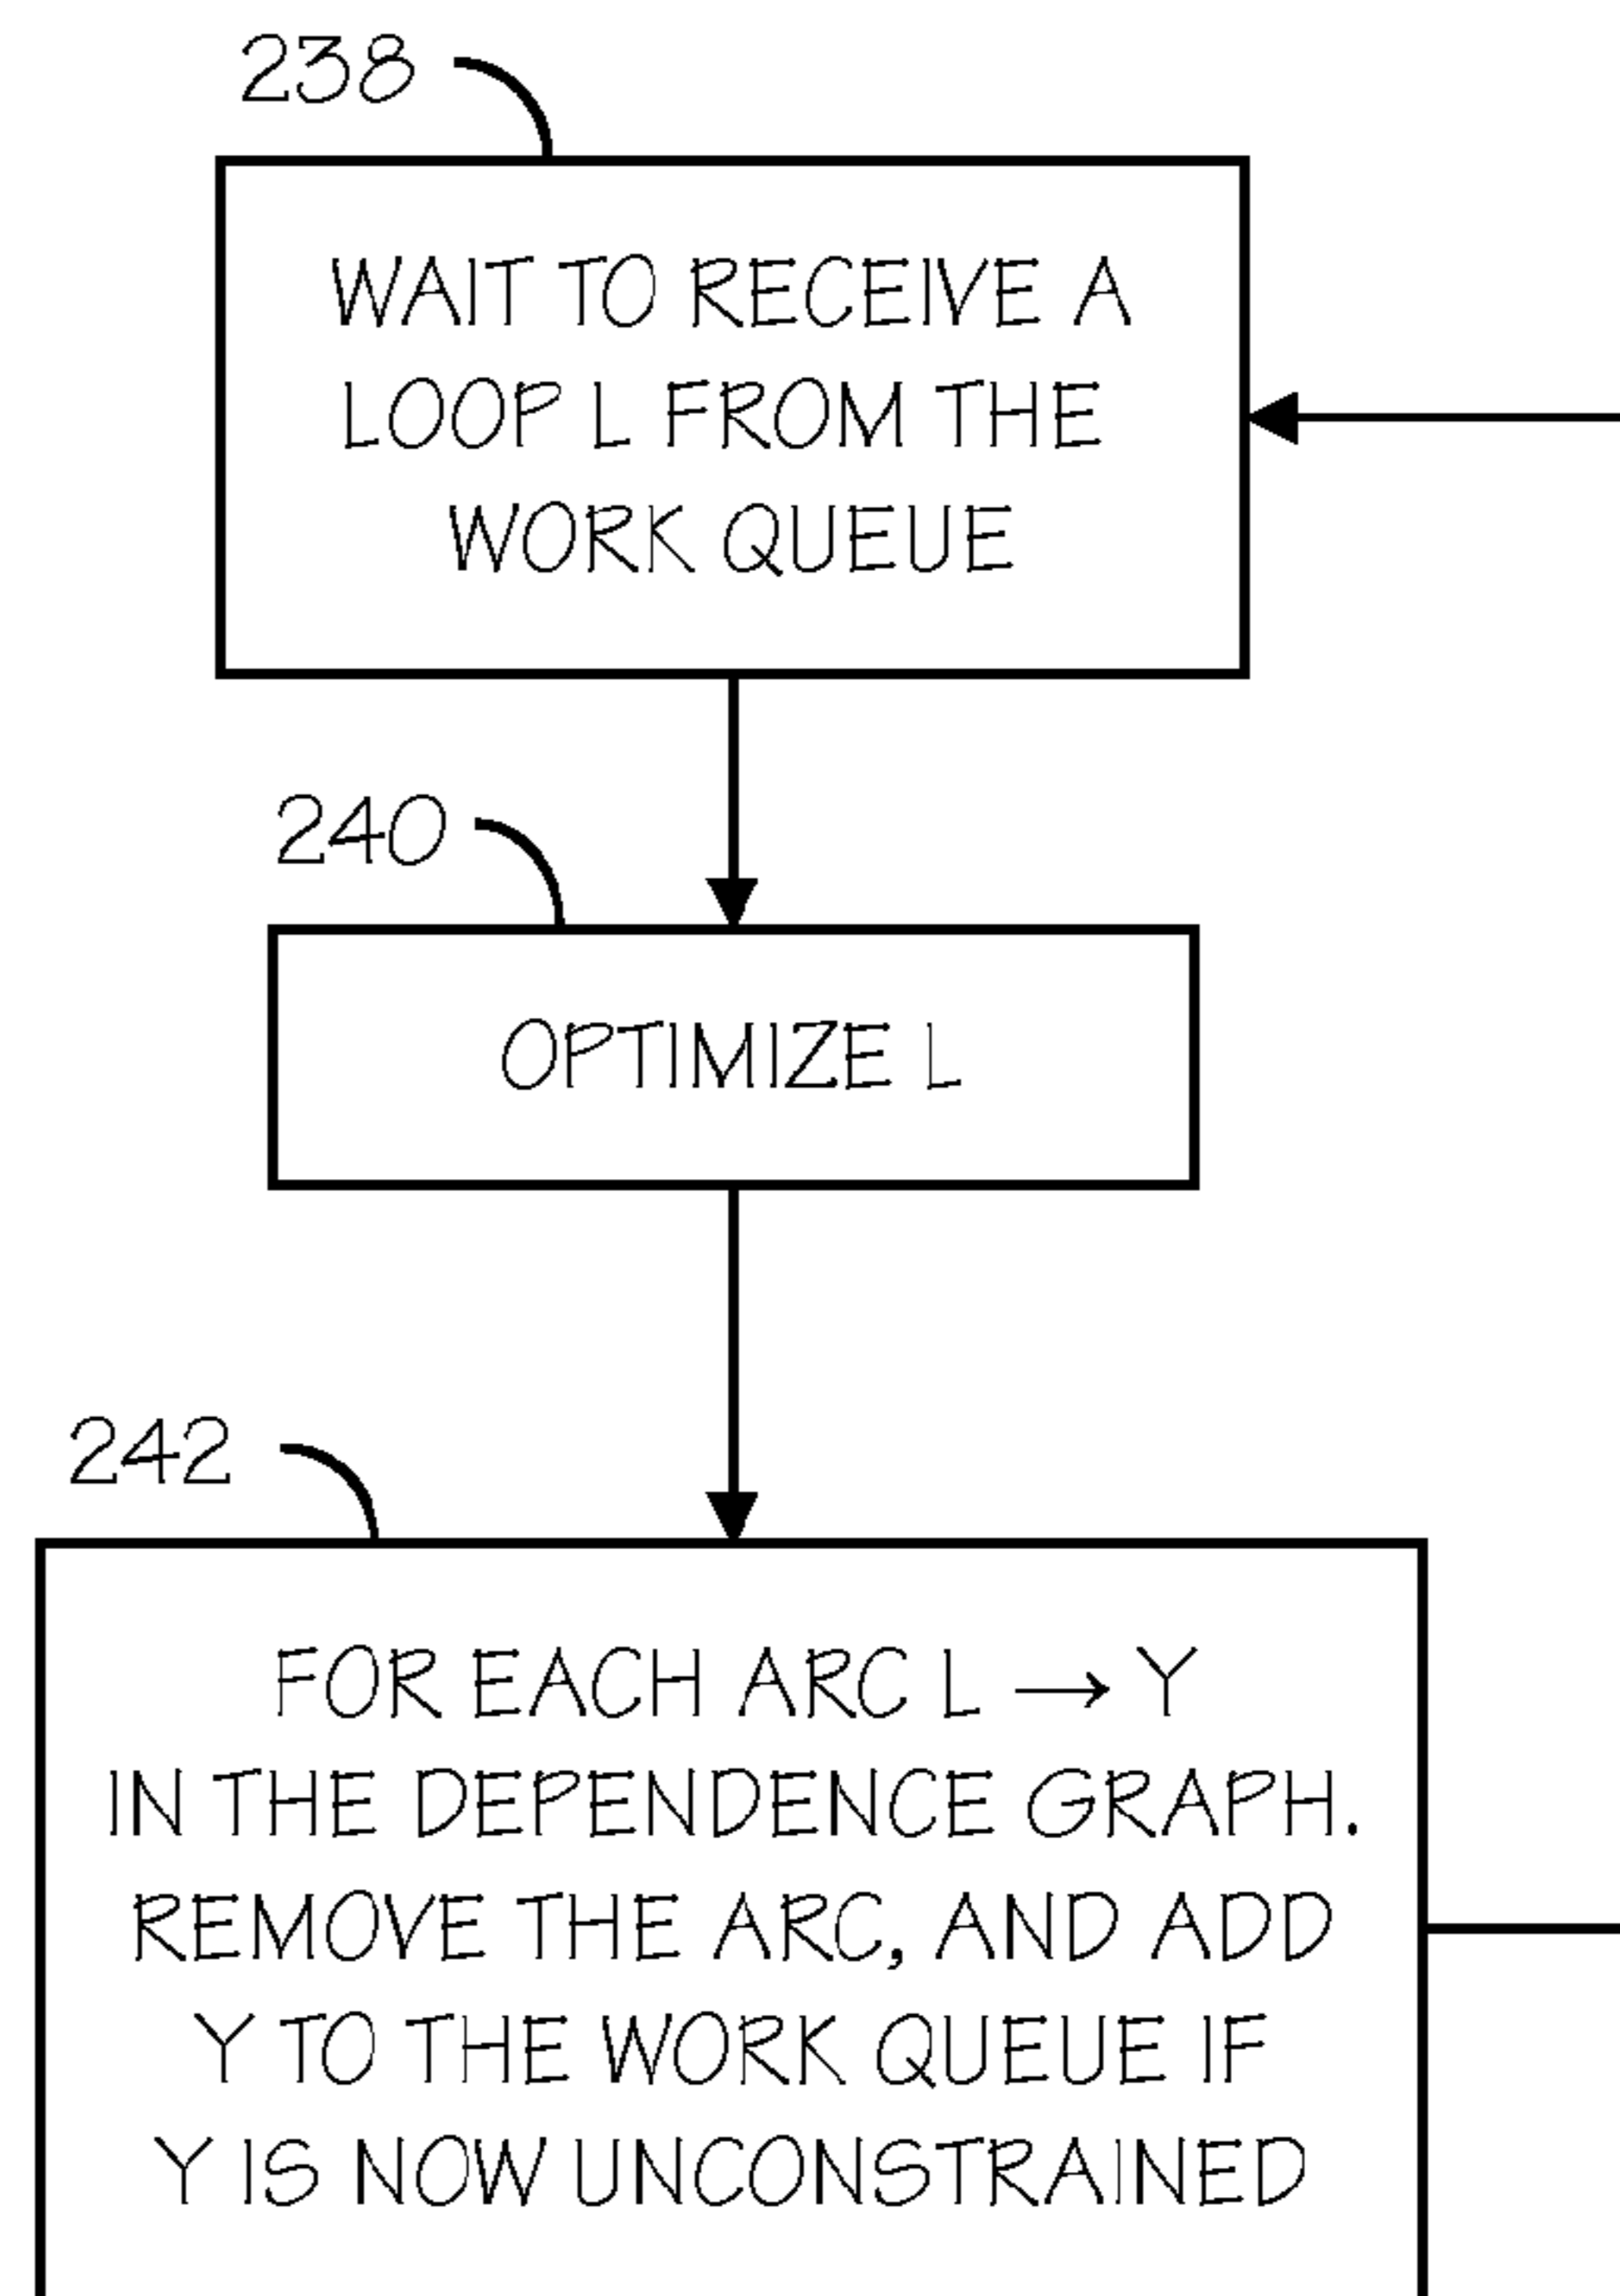 238
WAIT TO RECEIVE A
LOOP L FROM THE
WORK QUEUE
240
OPTIMIZE L
242
FOR EACH ARC L → Y
IN THE DEPENDENCE GRAPH.
REMOVE THE ARC, AND ADD
Y TO THE WORK QUEUE IF
Y IS NOW UNCONSTRAINED